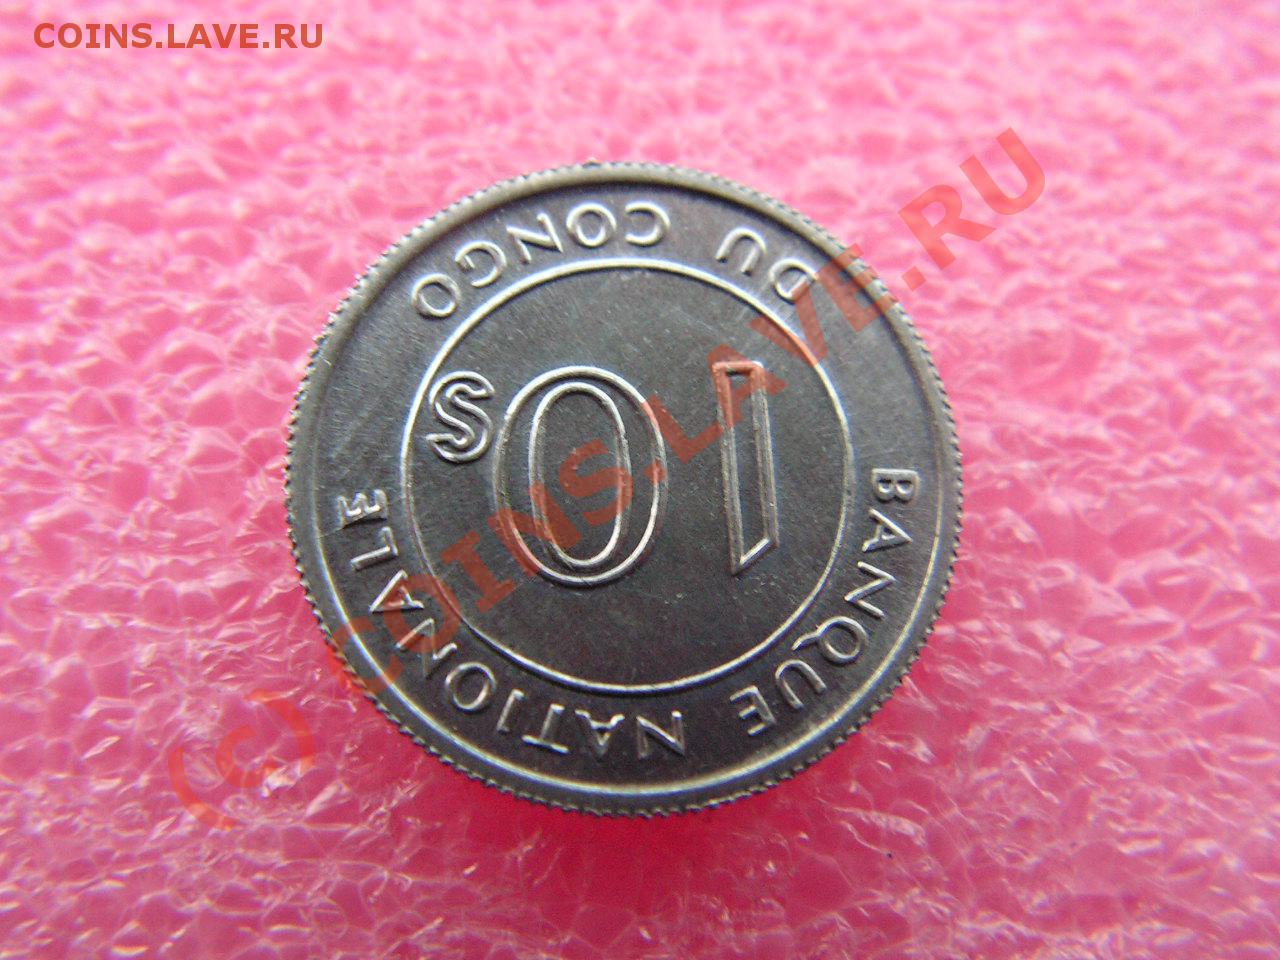 COINS.LAVE.RU
BANQUE NATIONALE
DU CONGO
10 S
(c) COINS.LAVE.RU